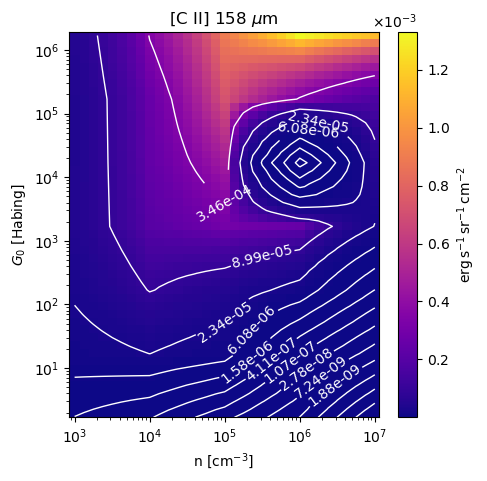 [C II] 158 μm
×10⁻³
10⁶
10⁵
10⁴
10³
10²
10¹
G₀ [Habing]
10³ 10⁴ 10⁵ 10⁶ 10⁷
n [cm⁻³]
2.34e-05
6.08e-06
3.46e-04
8.99e-05
2.34e-05
6.08e-06
1.58e-06
4.11e-07
1.07e-07
2.78e-08
7.24e-09
1.88e-09
1.2
1.0
0.8
0.6
0.4
0.2
erg s⁻¹ sr⁻¹ cm⁻²